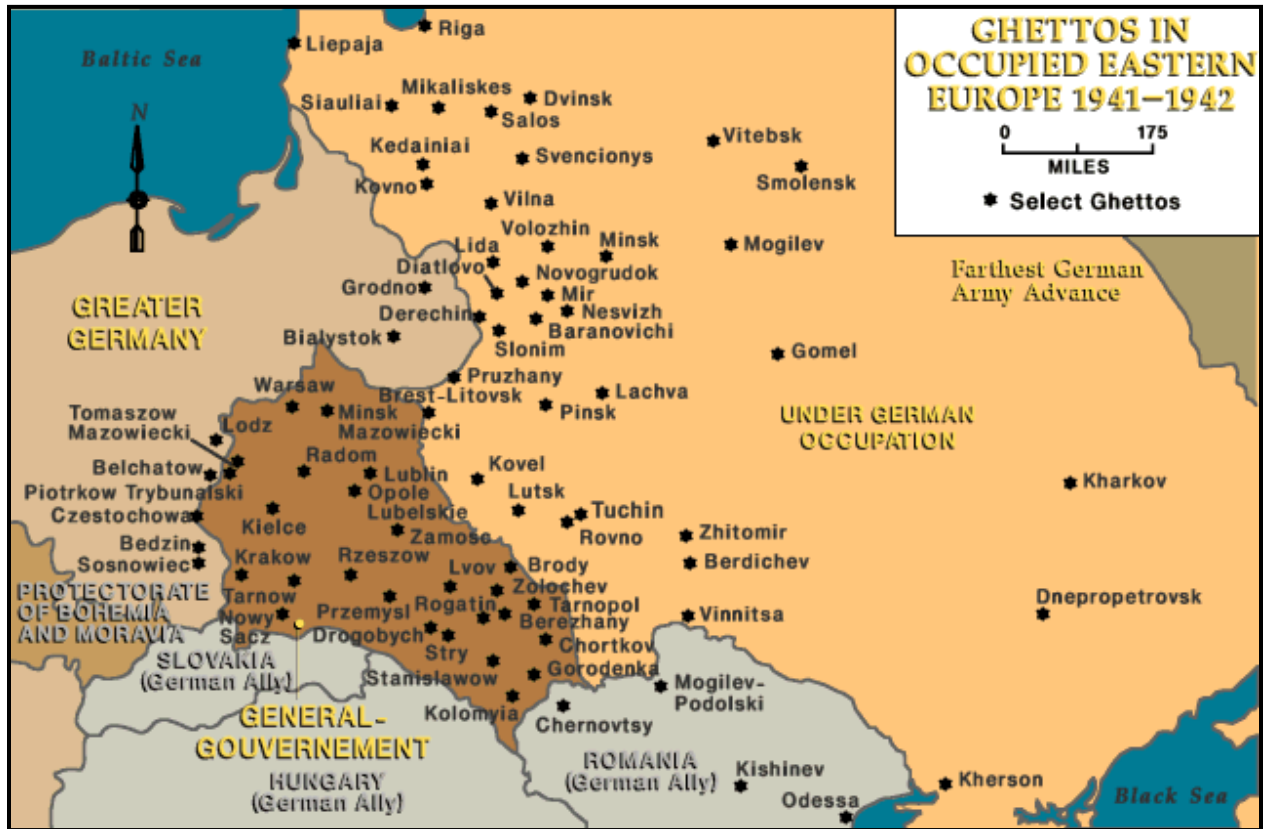 GHETTOS IN
OCCUPIED EASTERN
EUROPE 1941–1942
0 175
MILES
Select Ghettos
Baltic Sea
N
Liepaja
Riga
Mikaliskes
Siauliai
Salos
Dvinsk
Kedainiai
Svencionys
Kovno
Vilna
Vitebsk
Smolensk
Volozhin
Minsk
Mogilev
Lida
Diatlovo
Novogrudok
Grodno
Mir
Derechin
Nesvizh
Baranovichi
Bialystok
Slonim
Farthest German
Army Advance
GREATER
GERMANY
Gomel
Pruzhany
Lachva
Warsaw
Brest-Litovsk
Pinsk
Minsk
Mazowiecki
UNDER GERMAN
OCCUPATION
Tomaszow
Mazowiecki
Lodz
Radom
Lublin
Kovel
Belchatow
Piotrkow Trybunalski
Opole
Lubelskie
Lutsk
Tuchin
Kharkov
Czestochowa
Kielce
Zamosc
Rovno
Zhitomir
Bedzin
Sosnowiec
Krakow
Rzeszow
Lvov
Brody
Berdichev
PROTECTORATE
OF BOHEMIA
AND MORAVIA
Tarnow
Przemysl
Rogatin
Zolochev
Tarnopol
Vinnitsa
Dnepropetrovsk
Nowy
Sacz
Drogobych
Berezhany
Stry
Chortkov
SLOVAKIA
(German Ally)
Stanislawow
Gorodenka
Mogilev-
Podolski
Kolomyia
Chernovtsy
GENERAL-
GOUVERNEMENT
HUNGARY
(German Ally)
ROMANIA
(German Ally)
Kishinev
Odessa
Kherson
Black Sea